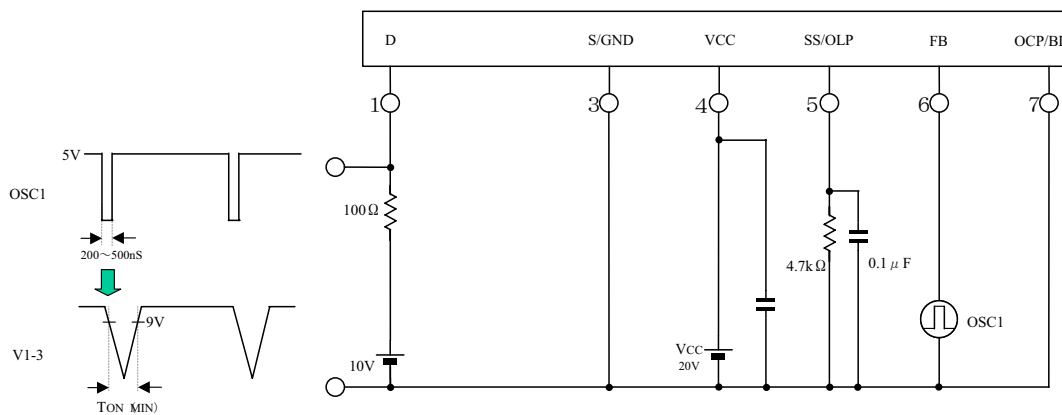 D S/GND VCC SS/OLP FB OCP/BI
1 3 4 5 6 7
5V
OSC1
200～500nS
9V
V1-3
TON (MIN)
100Ω
10V
VCC
20V
4.7kΩ
0.1μF
OSC1